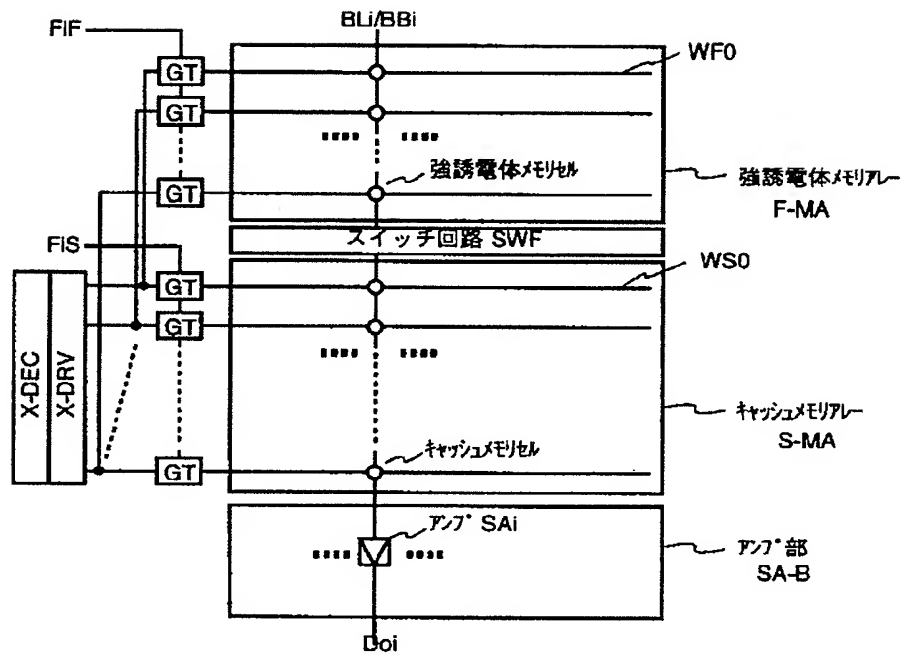 BLi/BBi
FiF
GT
WF0
GT
GT
強誘電体メモリセル
強誘電体メモリアレー
F-MA
スイッチ回路 SWF
FiS
WS0
GT
GT
X-DEC
X-DRV
キャッシュメモリアレー
S-MA
キャッシュメモリセル
GT
アンプ SAi
アンプ部
SA-B
Doi